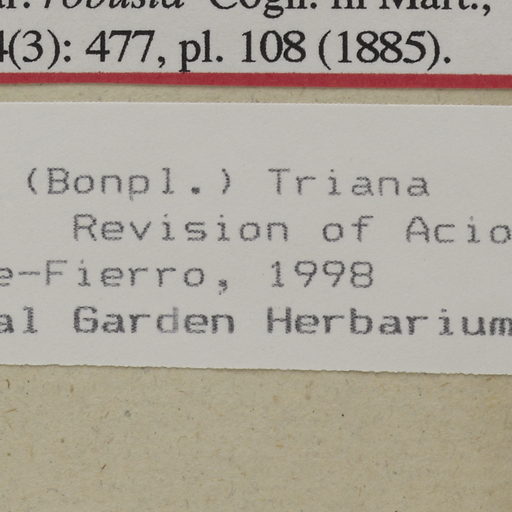 robusta Cogn. in Mart.,
4(3): 477, pl. 108 (1885).
(Bonpl.) Triana
Revision of Acio
e-Fierro, 1998
al Garden Herbarium